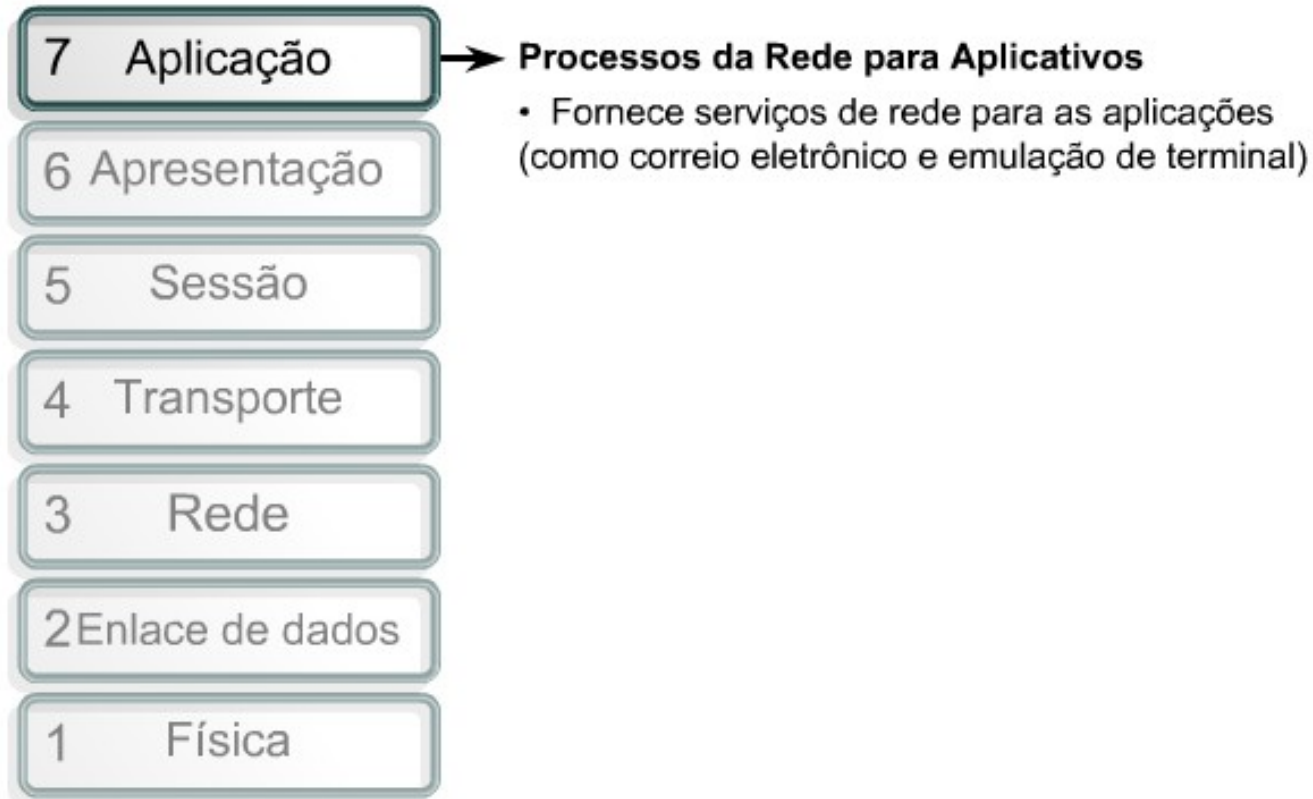 7 Aplicação
Processos da Rede para Aplicativos
• Fornece serviços de rede para as aplicações
(como correio eletrônico e emulação de terminal)
6 Apresentação
5 Sessão
4 Transporte
3 Rede
2 Enlace de dados
1 Física